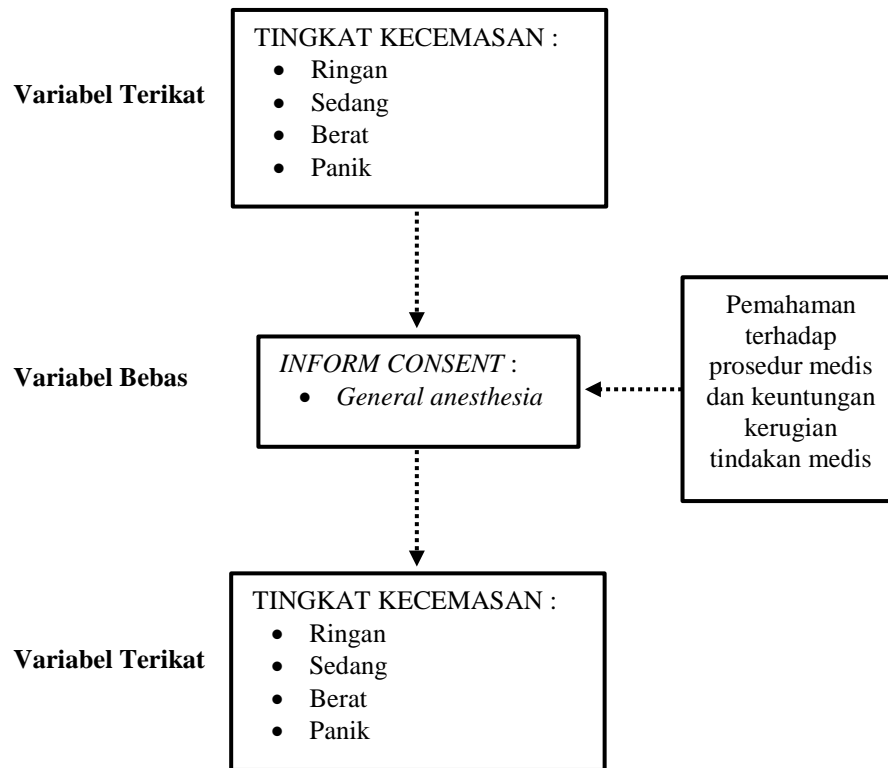 TINGKAT KECEMASAN :
• Ringan
• Sedang
• Berat
• Panik
Variabel Terikat
Variabel Bebas
INFORM CONSENT :
• General anesthesia
Pemahaman
terhadap
prosedur medis
dan keuntungan
kerugian
tindakan medis
Variabel Terikat
TINGKAT KECEMASAN :
• Ringan
• Sedang
• Berat
• Panik